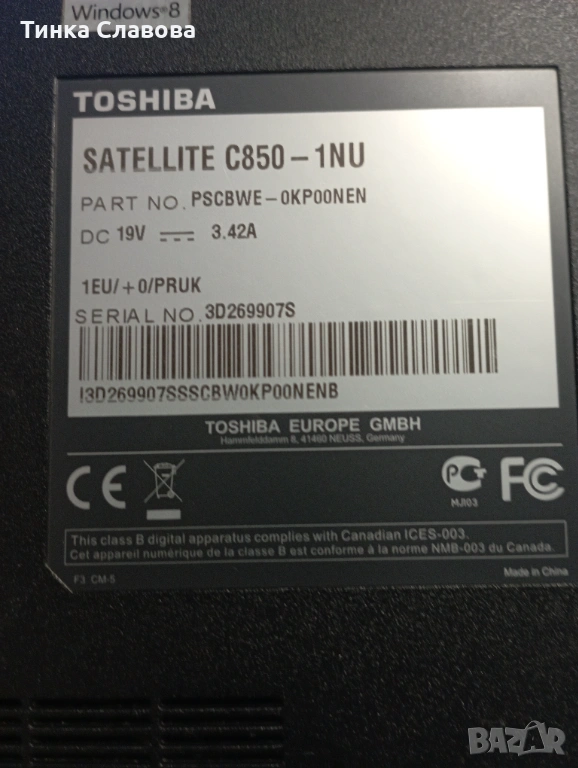 Windows 8
Тинка Славова
TOSHIBA
SATELLITE C850-1NU
PART NO. PSCBWE-0KP00NEN
DC 19V 3.42A
1EU/+0/PRUK
SERIAL NO. 3D269907S
I3D269907SSSCBW0KP00NENB
TOSHIBA EUROPE GMBH
Hammfelddamm 8, 41460 NEUSS, Germany
CE
PCT
FC
MJ103
This class B digital apparatus complies with Canadian ICES-003.
Cet appareil numérique de la classe B est conforme à la norme NMB-003 du Canada.
F3 CM-5
Made in China
BAZAR